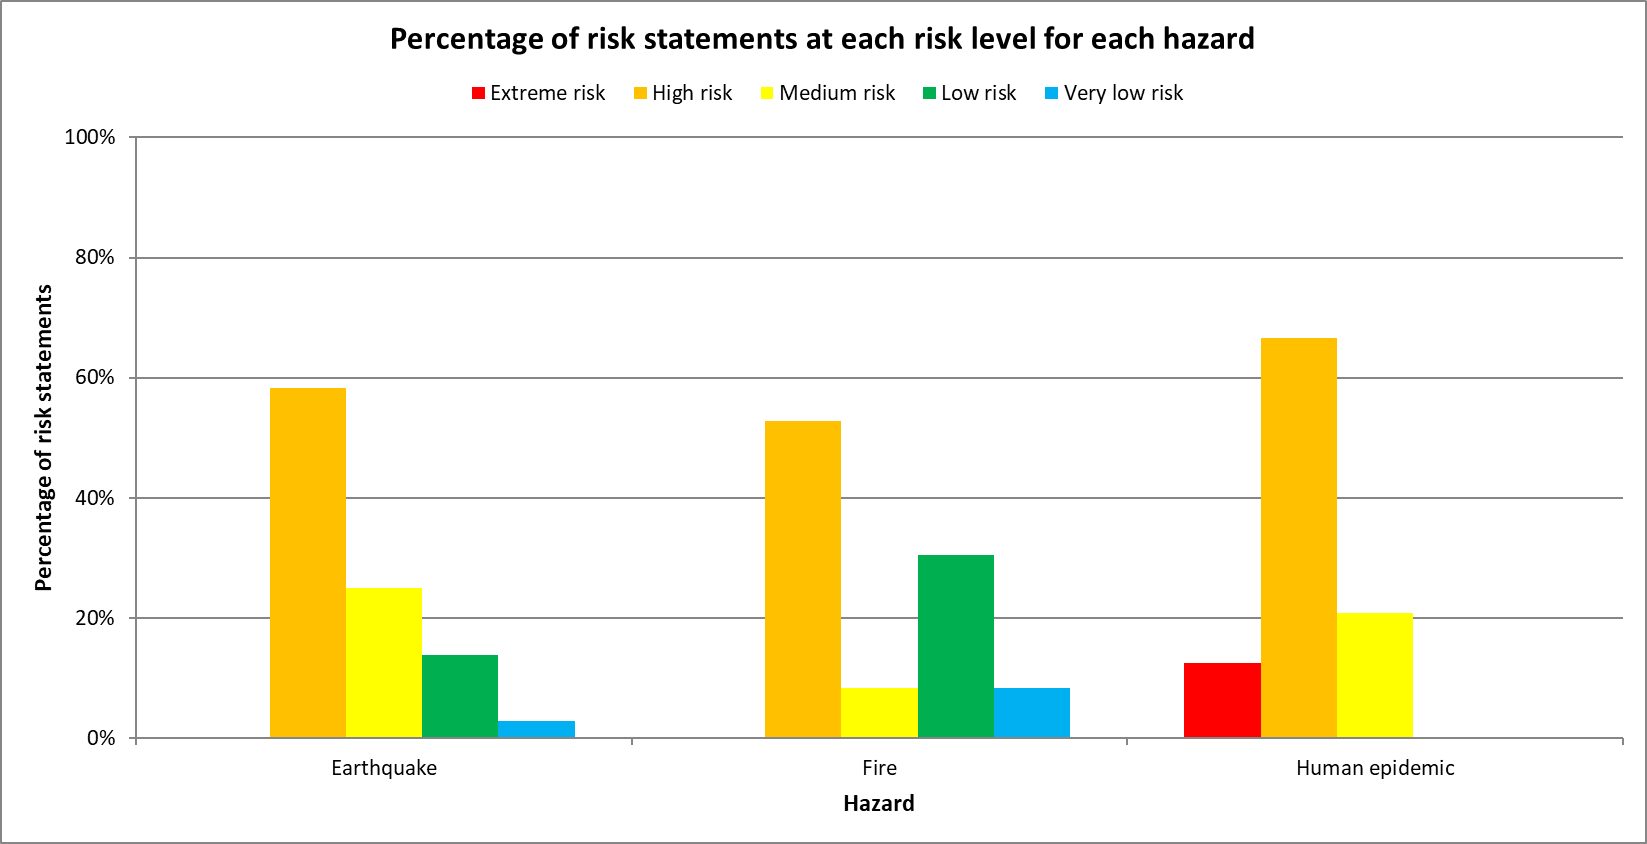 Percentage of risk statements at each risk level for each hazard
Extreme risk High risk Medium risk Low risk Very low risk
100%
80%
60%
40%
20%
0%
Percentage of risk statements
Earthquake Fire Human epidemic
Hazard